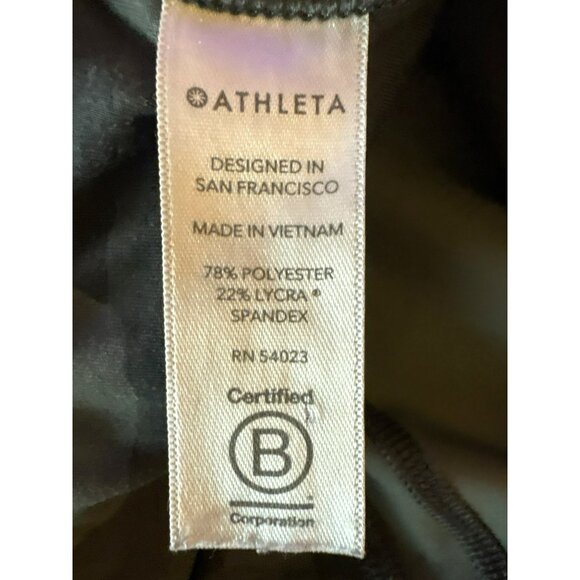 ATHLETA
DESIGNED IN
SAN FRANCISCO
MADE IN VIETNAM
78% POLYESTER
22% LYCRA ®
SPANDEX
RN 54023
Certified
B
Corporation